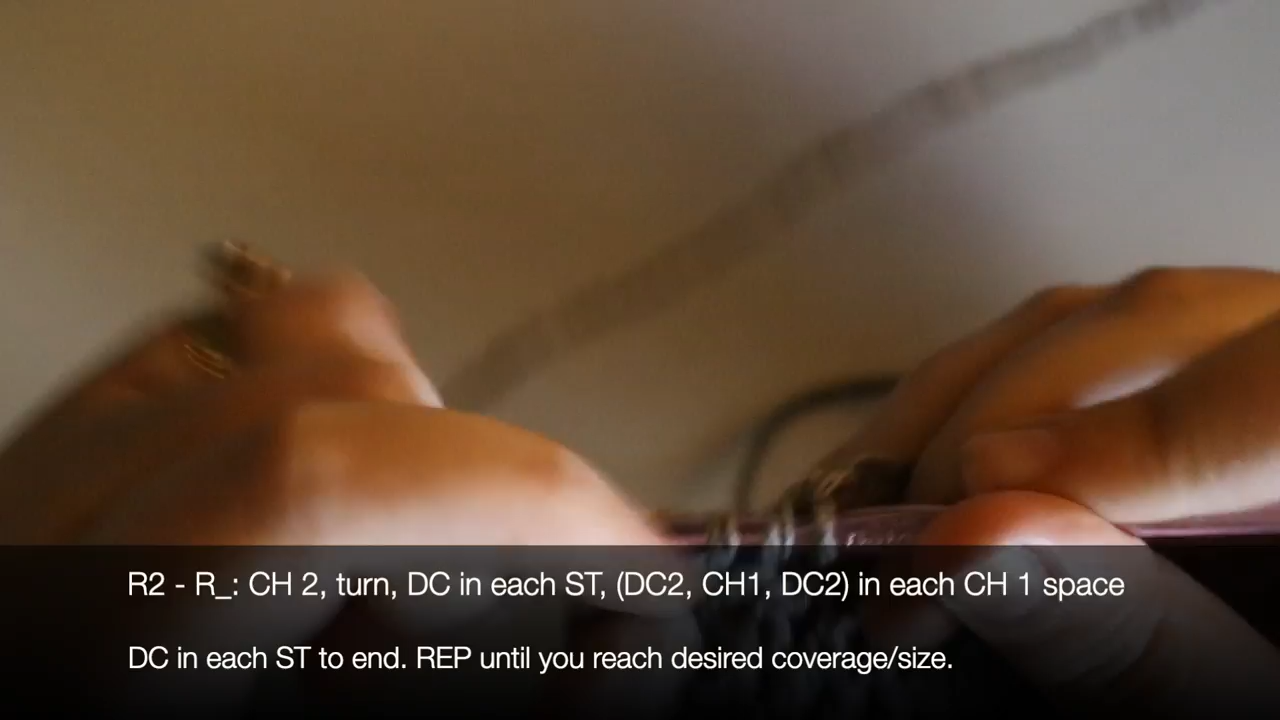 R2 - R_: CH 2, turn, DC in each ST, (DC2, CH1, DC2) in each CH 1 space
DC in each ST to end. REP until you reach desired coverage/size.